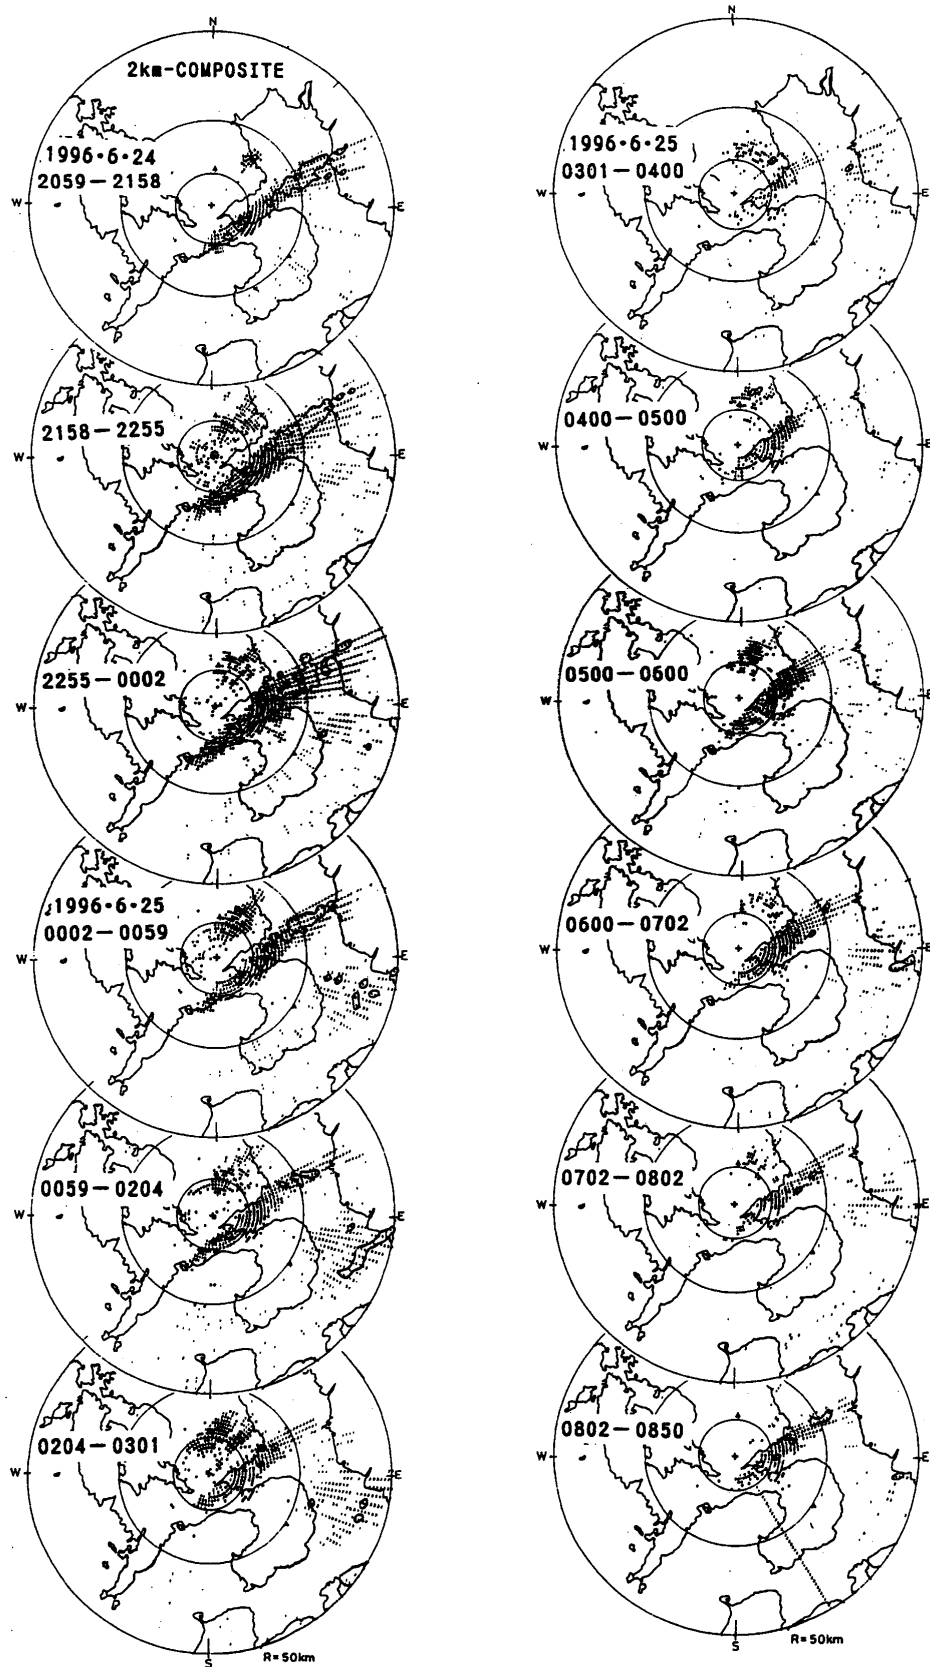 N
2km-COMPOSITE
1996・6・24
2059－2158
W
E
2158－2255
W
E
2255－0002
W
E
1996・6・25
0002－0059
W
E
0059－0204
W
E
0204－0301
W
E
S
R=50km
N
1996・6・25
0301－0400
W
E
0400－0500
W
E
0500－0600
W
E
0600－0702
W
E
0702－0802
W
E
0802－0850
W
E
S
R=50km